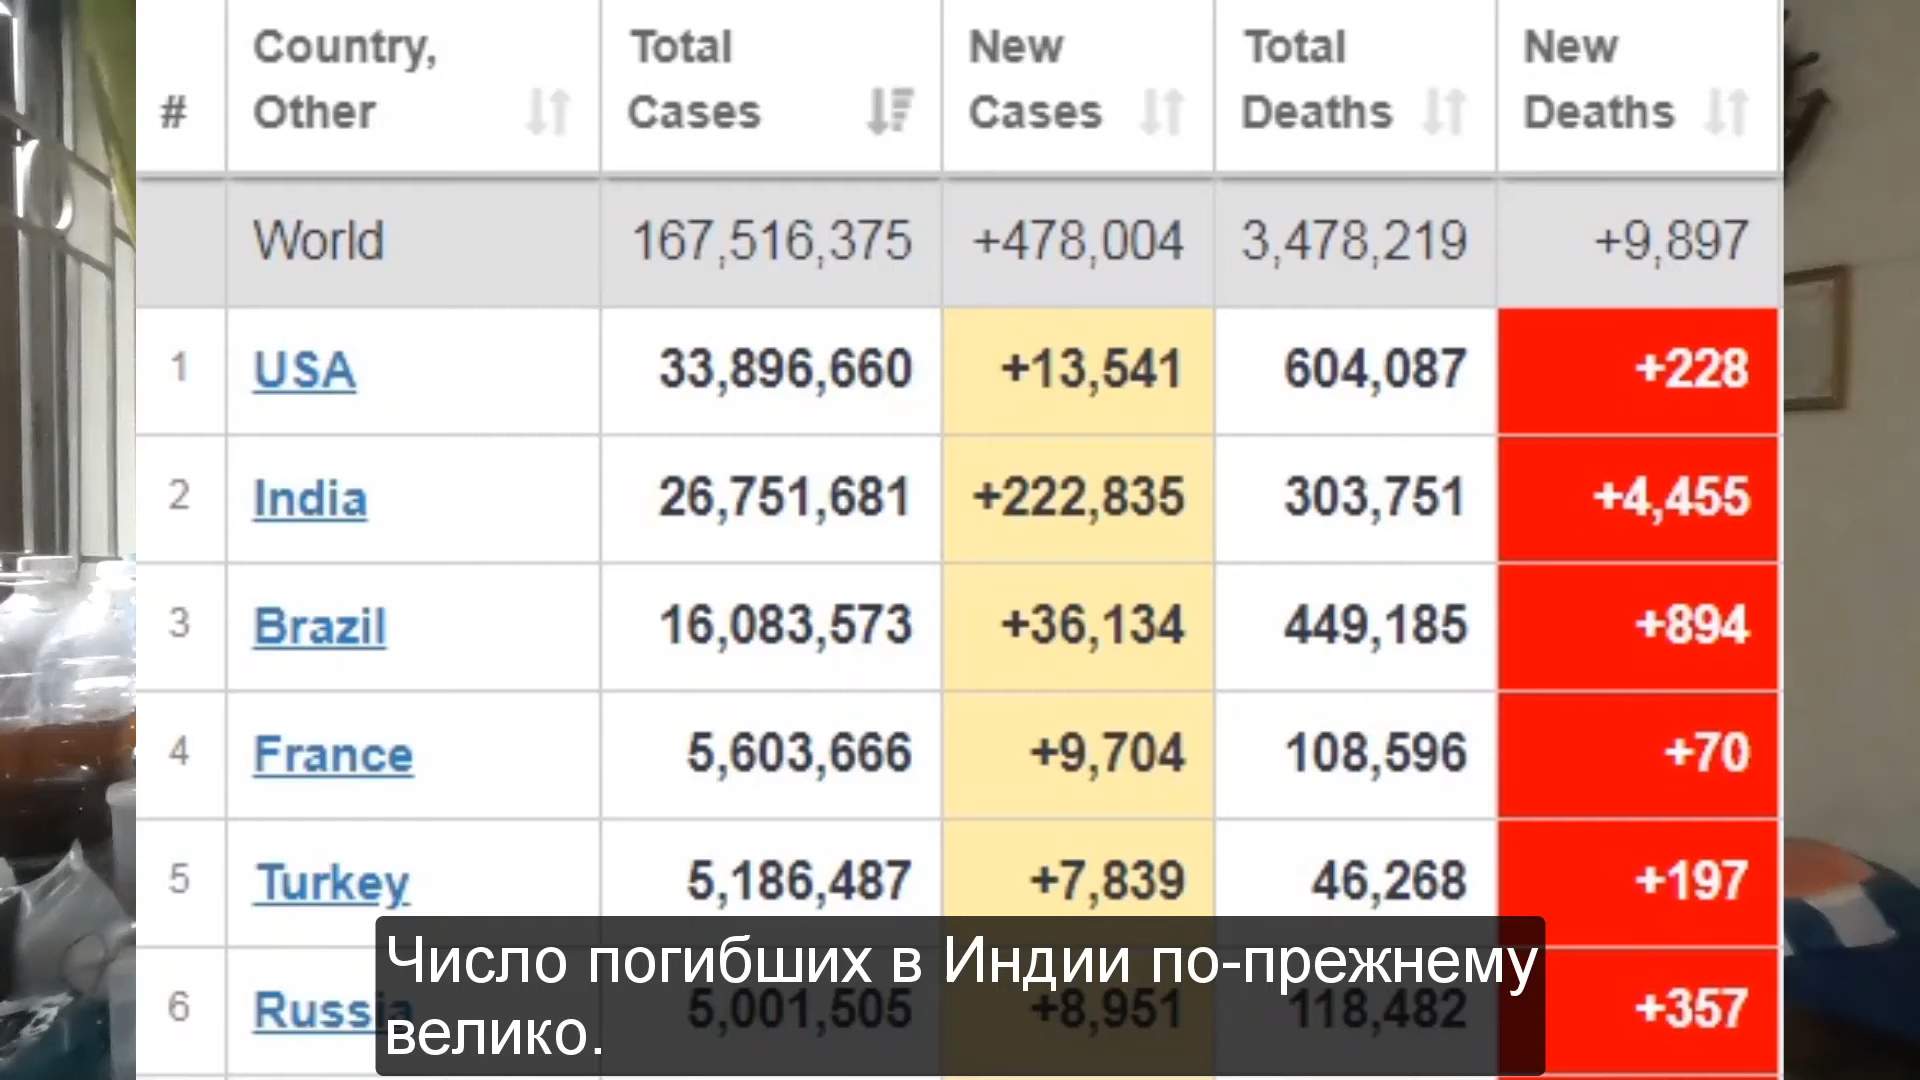 # Country, Other Total Cases New Cases Total Deaths New Deaths
World 167,516,375 +478,004 3,478,219 +9,897
1 USA 33,896,660 +13,541 604,087 +228
2 India 26,751,681 +222,835 303,751 +4,455
3 Brazil 16,083,573 +36,134 449,185 +894
4 France 5,603,666 +9,704 108,596 +70
5 Turkey 5,186,487 +7,839 46,268 +197
6 Russia 5,001,505 +8,951 118,482 +357
Число погибших в Индии по-прежнему
велико.